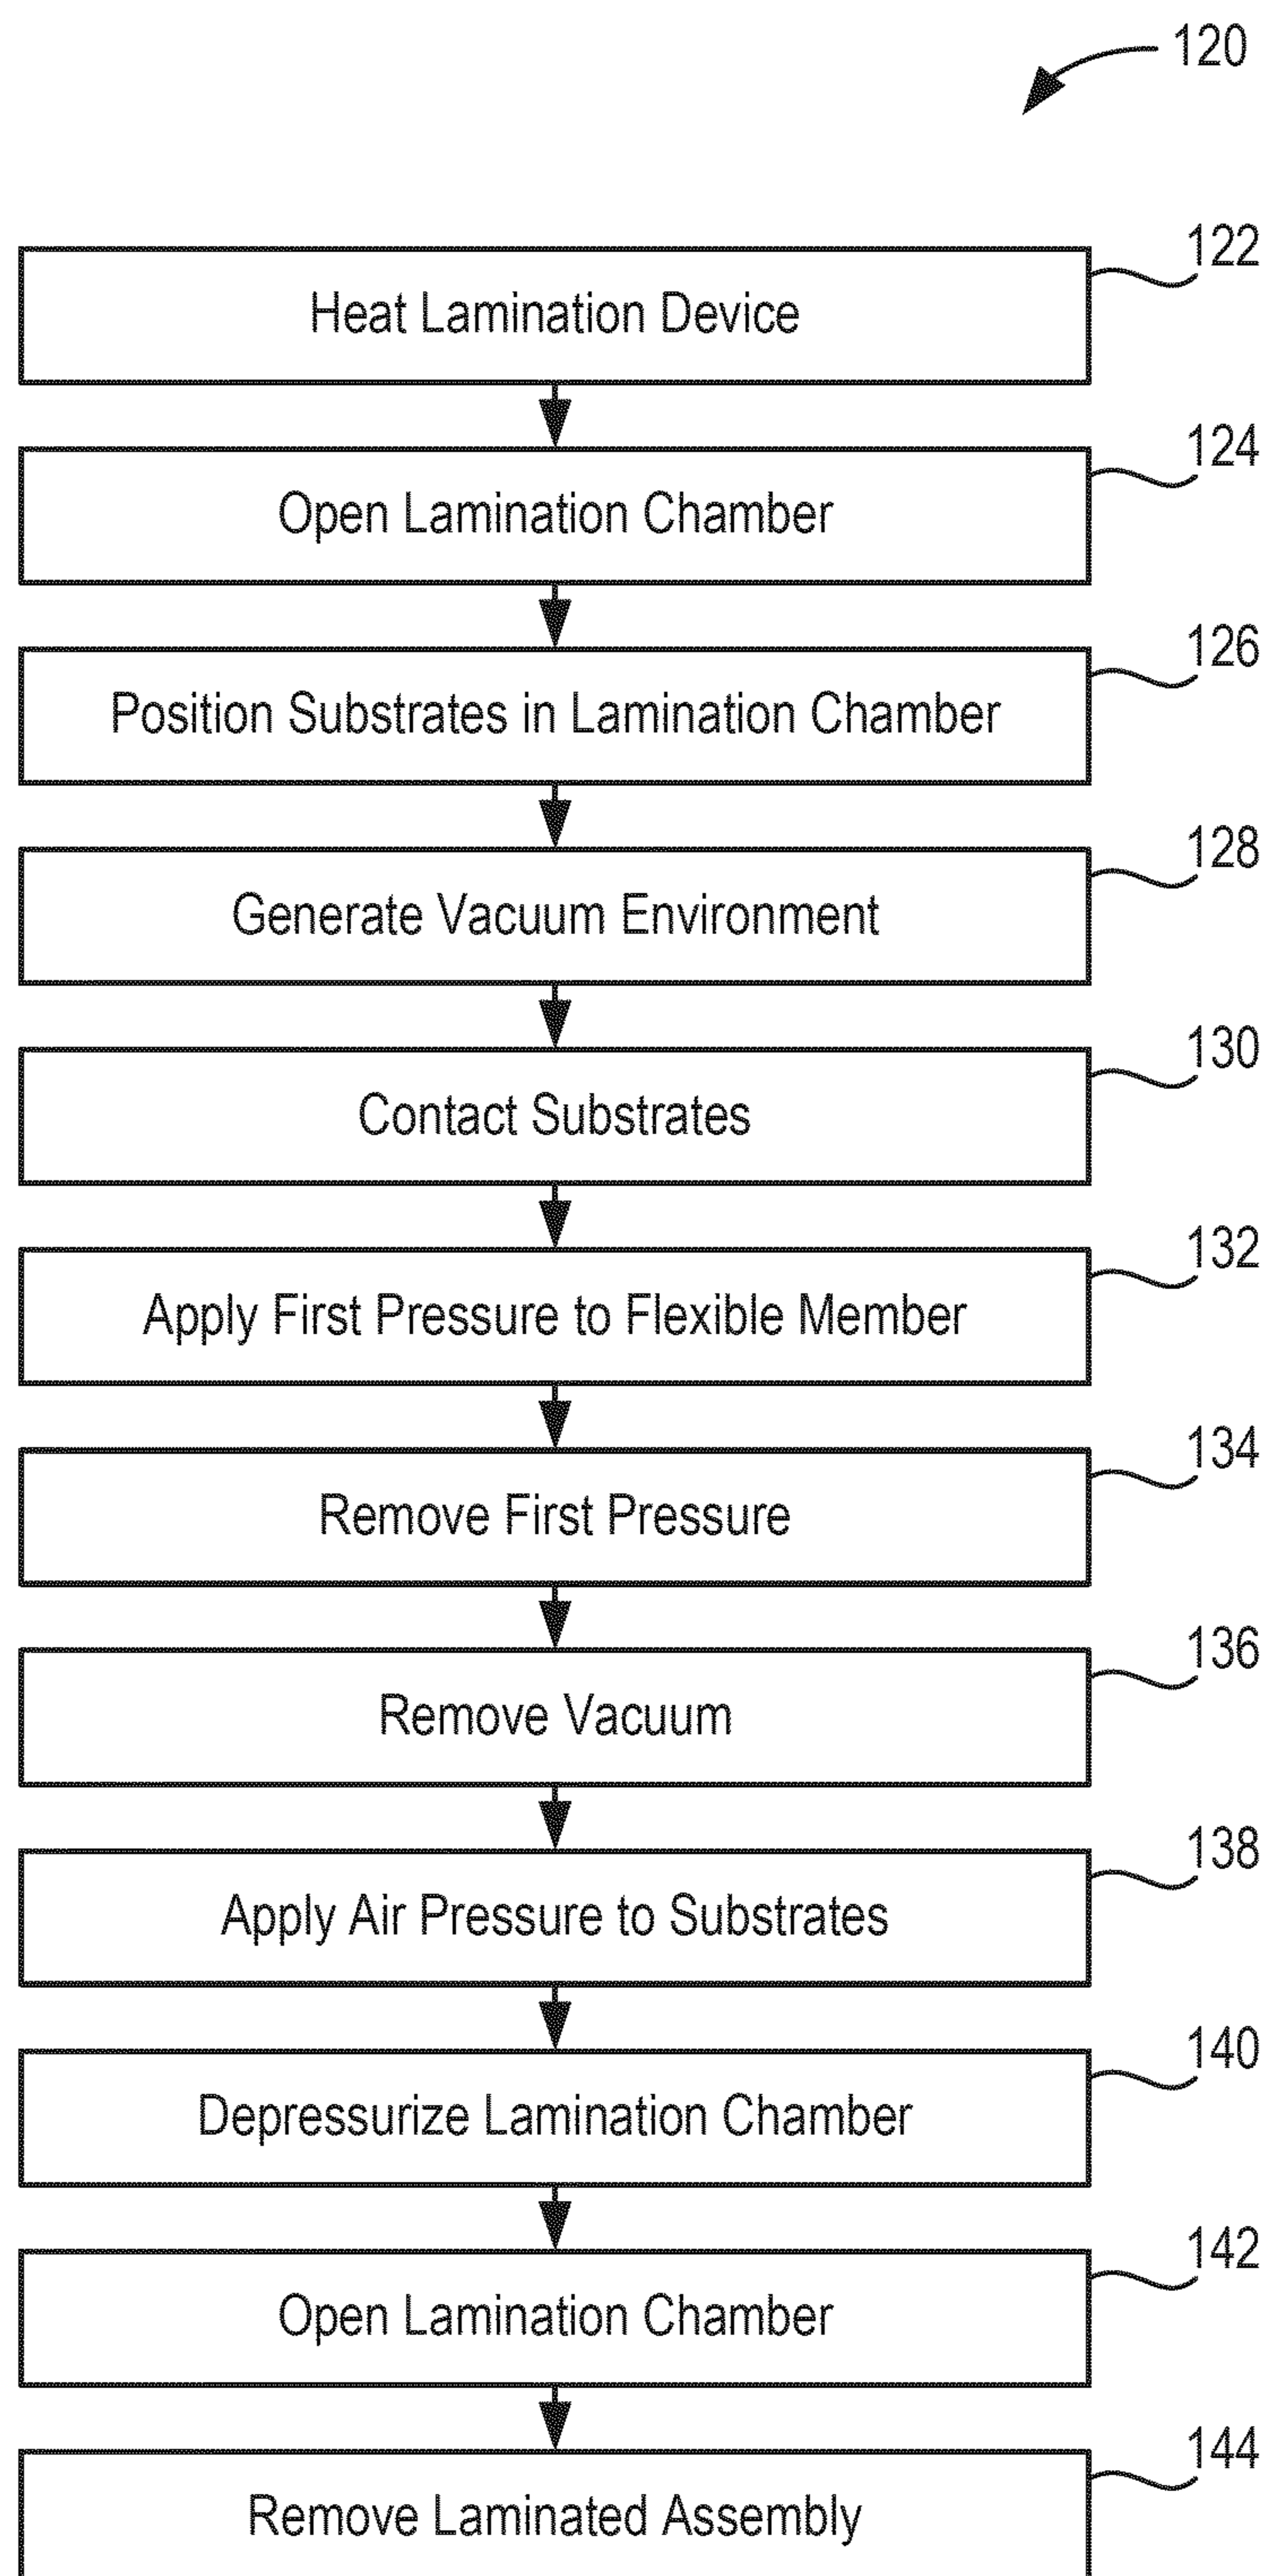 120
122
Heat Lamination Device
124
Open Lamination Chamber
126
Position Substrates in Lamination Chamber
128
Generate Vacuum Environment
130
Contact Substrates
132
Apply First Pressure to Flexible Member
134
Remove First Pressure
136
Remove Vacuum
138
Apply Air Pressure to Substrates
140
Depressurize Lamination Chamber
142
Open Lamination Chamber
144
Remove Laminated Assembly